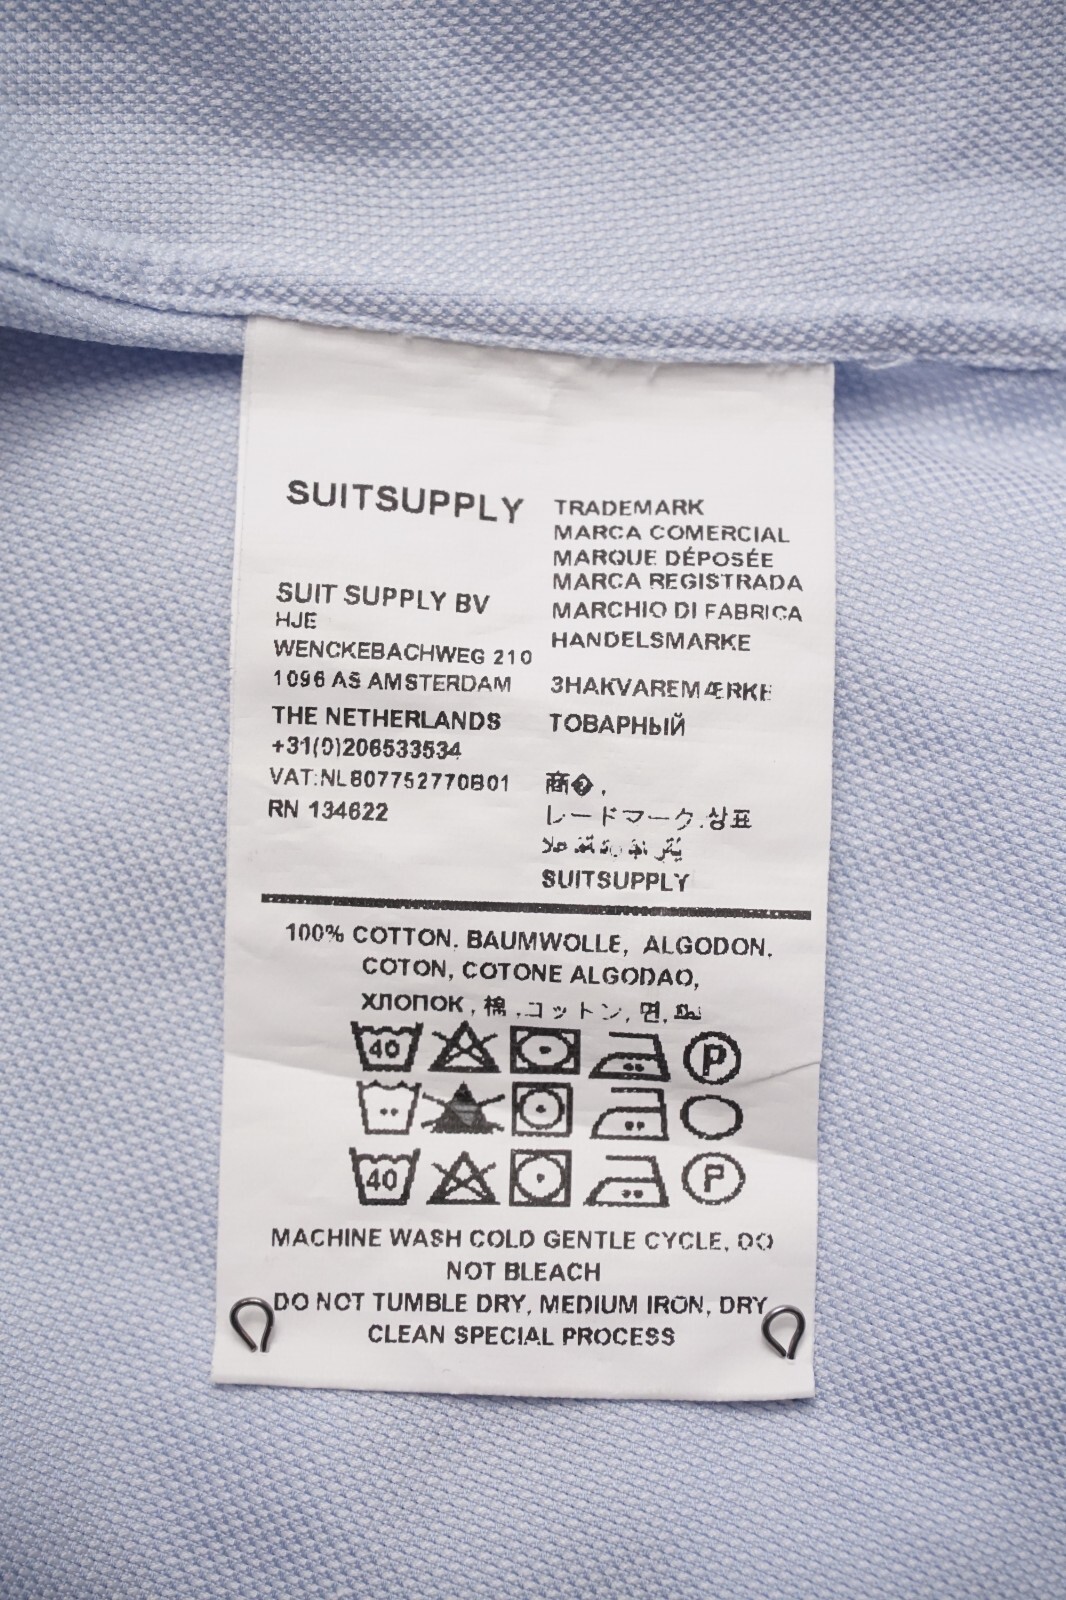 SUITSUPPLY
SUIT SUPPLY BV
HJE
WENCKEBACHWEG 210
1096 AS AMSTERDAM
THE NETHERLANDS
+31(0)206533534
VAT:NL807752770B01
RN 134622
TRADEMARK
MARCA COMERCIAL
MARQUE DÉPOSÉE
MARCA REGISTRADA
MARCHIO DI FABRICA
HANDELSMARKE
ЗНАКVAREMÆRKE
ТОВАРНЫЙ
商�,
レードマーク.상표
SUITSUPPLY
100% COTTON. BAUMWOLLE, ALGODON.
COTON, COTONE ALGODAO,
ХЛОПОК, 棉,コットン, 면,
40 P
40 P
MACHINE WASH COLD GENTLE CYCLE, DO
NOT BLEACH
DO NOT TUMBLE DRY, MEDIUM IRON, DRY
CLEAN SPECIAL PROCESS